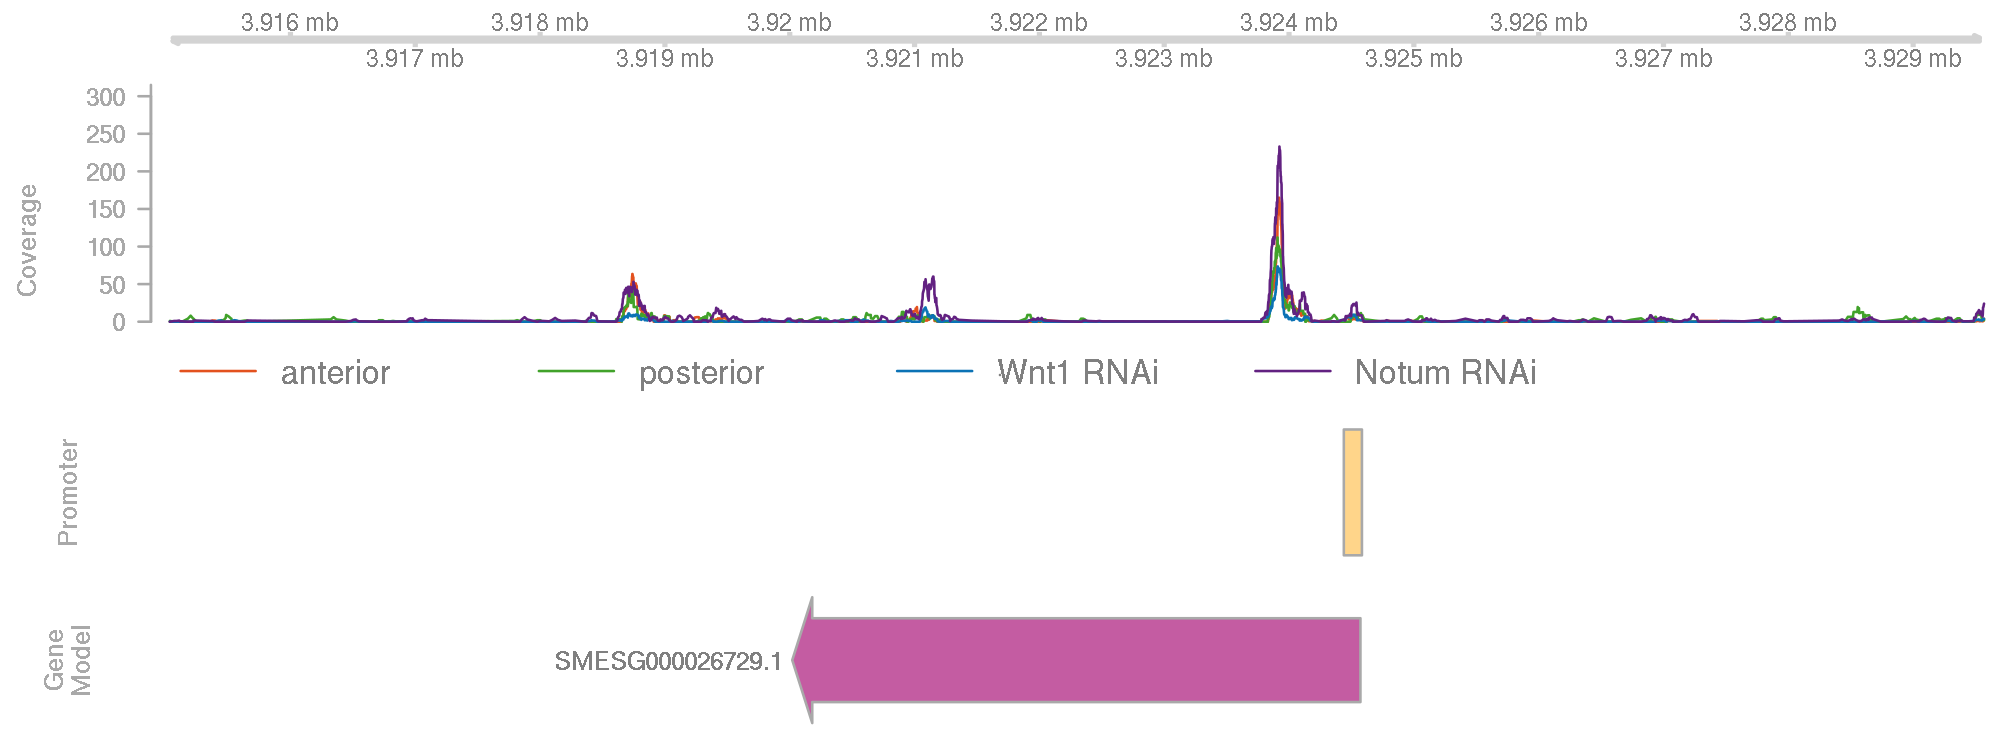 3.916 mb 3.918 mb 3.92 mb 3.922 mb 3.924 mb 3.926 mb 3.928 mb
3.917 mb 3.919 mb 3.921 mb 3.923 mb 3.925 mb 3.927 mb 3.929 mb
300
250
200
150
100
50
0
Coverage
anterior posterior Wnt1 RNAi Notum RNAi
Promoter
Gene
Model
SMESG000026729.1